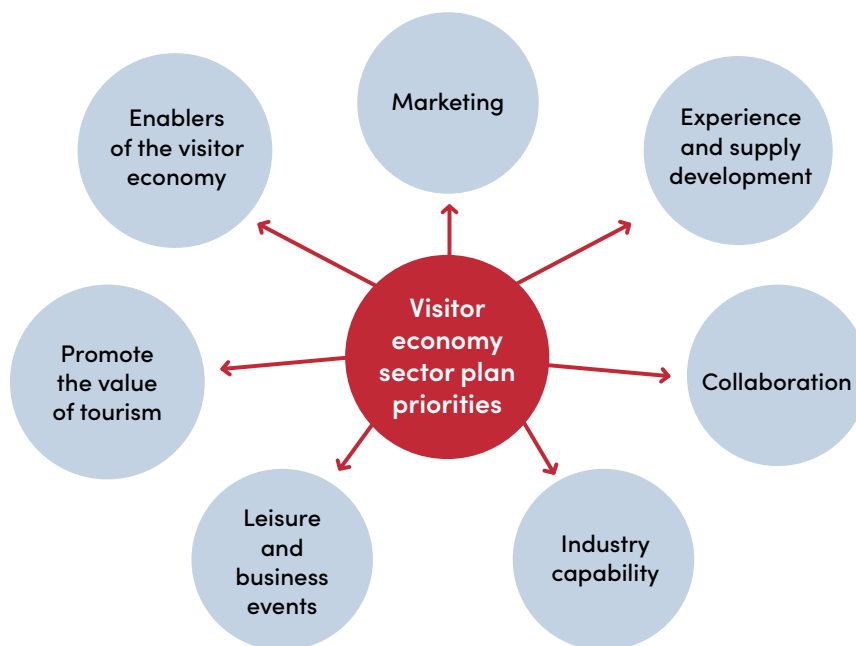 Marketing
Enablers
of the visitor
economy
Experience
and supply
development
Visitor
economy
sector plan
priorities
Promote
the value
of tourism
Collaboration
Leisure
and
business
events
Industry
capability